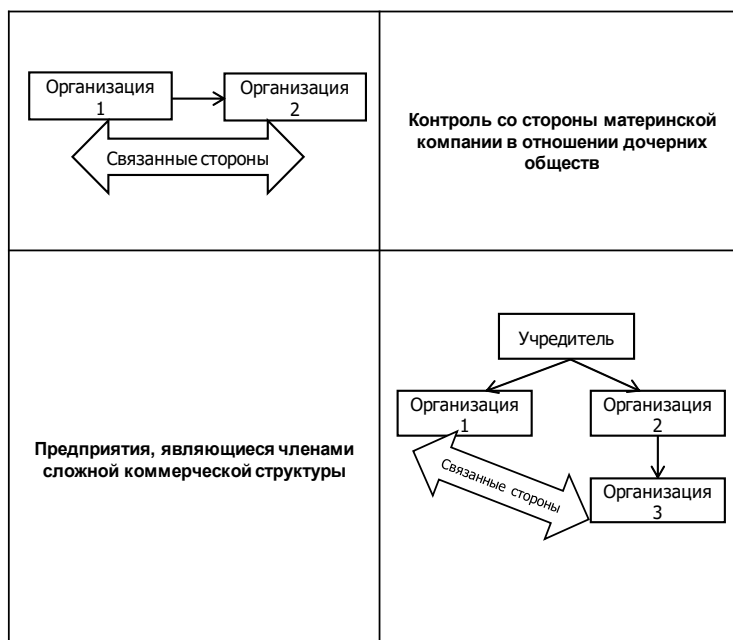 Организация
1
Организация
2
Связанные стороны
Контроль со стороны материнской
компании в отношении дочерних
обществ
Предприятия, являющиеся членами
сложной коммерческой структуры
Учредитель
Организация
1
Организация
2
Связанные стороны
Организация
3